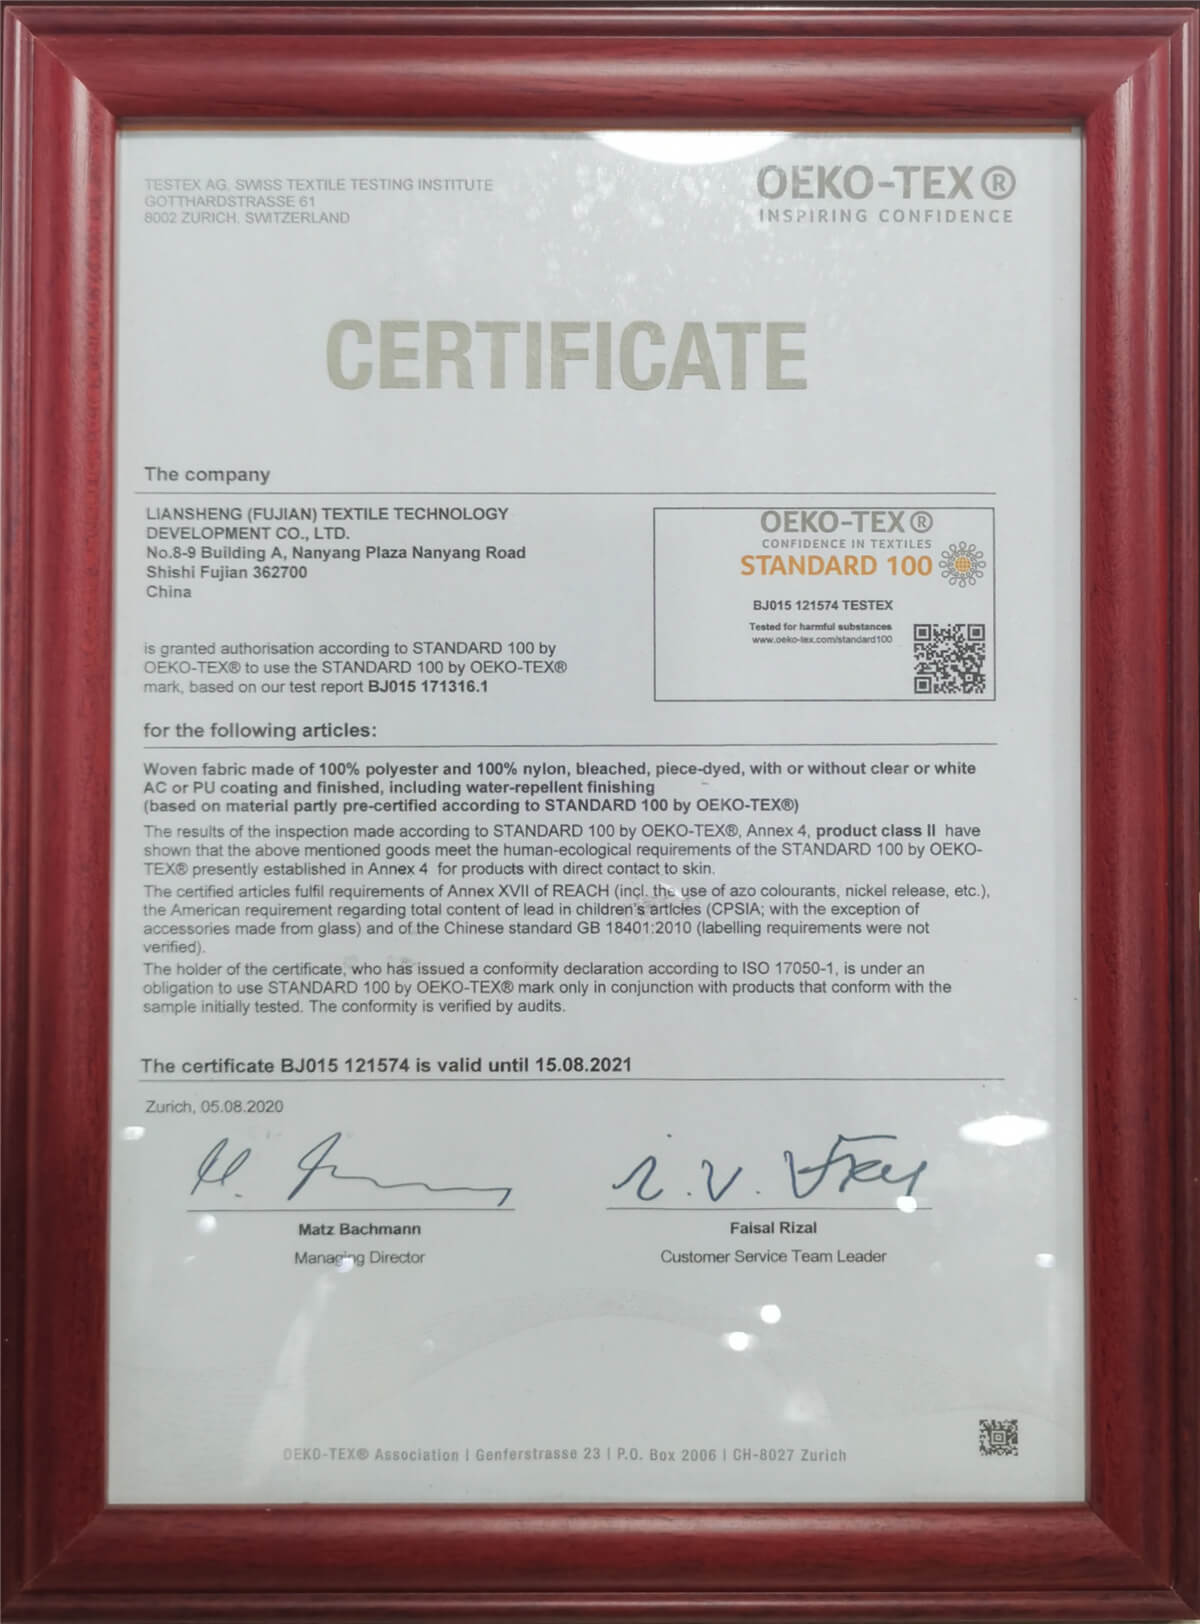 TESTEX AG, SWISS TEXTILE TESTING INSTITUTE
GOTTHARDSTRASSE 61
8002 ZURICH, SWITZERLAND
OEKO-TEX®
INSPIRING CONFIDENCE
CERTIFICATE
The company
LIANSHENG (FUJIAN) TEXTILE TECHNOLOGY
DEVELOPMENT CO., LTD.
No.8-9 Building A, Nanyang Plaza Nanyang Road
Shishi Fujian 362700
China
OEKO-TEX®
CONFIDENCE IN TEXTILES
STANDARD 100
BJ015 121574 TESTEX
Tested for harmful substances
www.oeko-tex.com/standard100
is granted authorisation according to STANDARD 100 by
OEKO-TEX® to use the STANDARD 100 by OEKO-TEX®
mark, based on our test report BJ015 171316.1
for the following articles:
Woven fabric made of 100% polyester and 100% nylon, bleached, piece-dyed, with or without clear or white
AC or PU coating and finished, including water-repellent finishing
(based on material partly pre-certified according to STANDARD 100 by OEKO-TEX®)
The results of the inspection made according to STANDARD 100 by OEKO-TEX®, Annex 4, product class II have
shown that the above mentioned goods meet the human-ecological requirements of the STANDARD 100 by OEKO-
TEX® presently established in Annex 4 for products with direct contact to skin.
The certified articles fulfil requirements of Annex XVII of REACH (incl. the use of azo colourants, nickel release, etc.),
the American requirement regarding total content of lead in children's articles (CPSIA; with the exception of
accessories made from glass) and of the Chinese standard GB 18401:2010 (labelling requirements were not
verified).
The holder of the certificate, who has issued a conformity declaration according to ISO 17050-1, is under an
obligation to use STANDARD 100 by OEKO-TEX® mark only in conjunction with products that conform with the
sample initially tested. The conformity is verified by audits.
The certificate BJ015 121574 is valid until 15.08.2021
Zurich, 05.08.2020
Matz Bachmann
Managing Director
Faisal Rizal
Customer Service Team Leader
OEKO-TEX® Association | Genferstrasse 23 | P.O. Box 2006 | CH-8027 Zurich